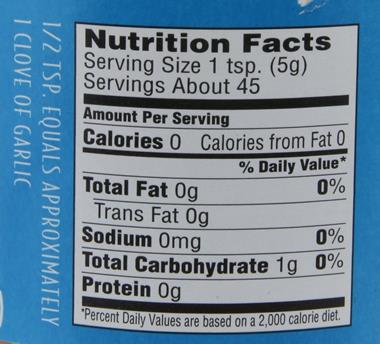 1/2 TSP. EQUALS APPROXIMATELY
1 CLOVE OF GARLIC
Nutrition Facts
Serving Size 1 tsp. (5g)
Servings About 45
Amount Per Serving
Calories 0 Calories from Fat 0
% Daily Value*
Total Fat 0g 0%
Trans Fat 0g
Sodium 0mg 0%
Total Carbohydrate 1g 0%
Protein 0g
*Percent Daily Values are based on a 2,000 calorie diet.